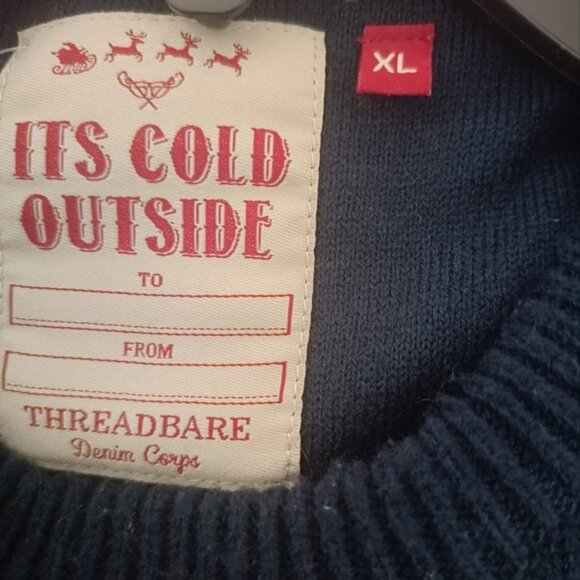 XL
ITS COLD
OUTSIDE
TO
FROM
THREADBARE
Denim Corps